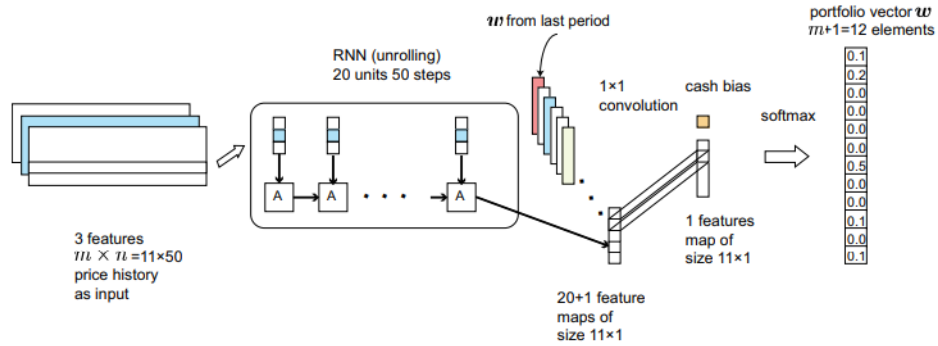 3 features
m × n =11×50
price history
as input
RNN (unrolling)
20 units 50 steps
A
A
· · ·
A
w from last period
1×1
convolution
20+1 feature
maps of
size 11×1
cash bias
1 features
map of
size 11×1
softmax
portfolio vector w
m+1=12 elements
0.1
0.2
0.0
0.0
0.0
0.0
0.5
0.0
0.0
0.1
0.0
0.1